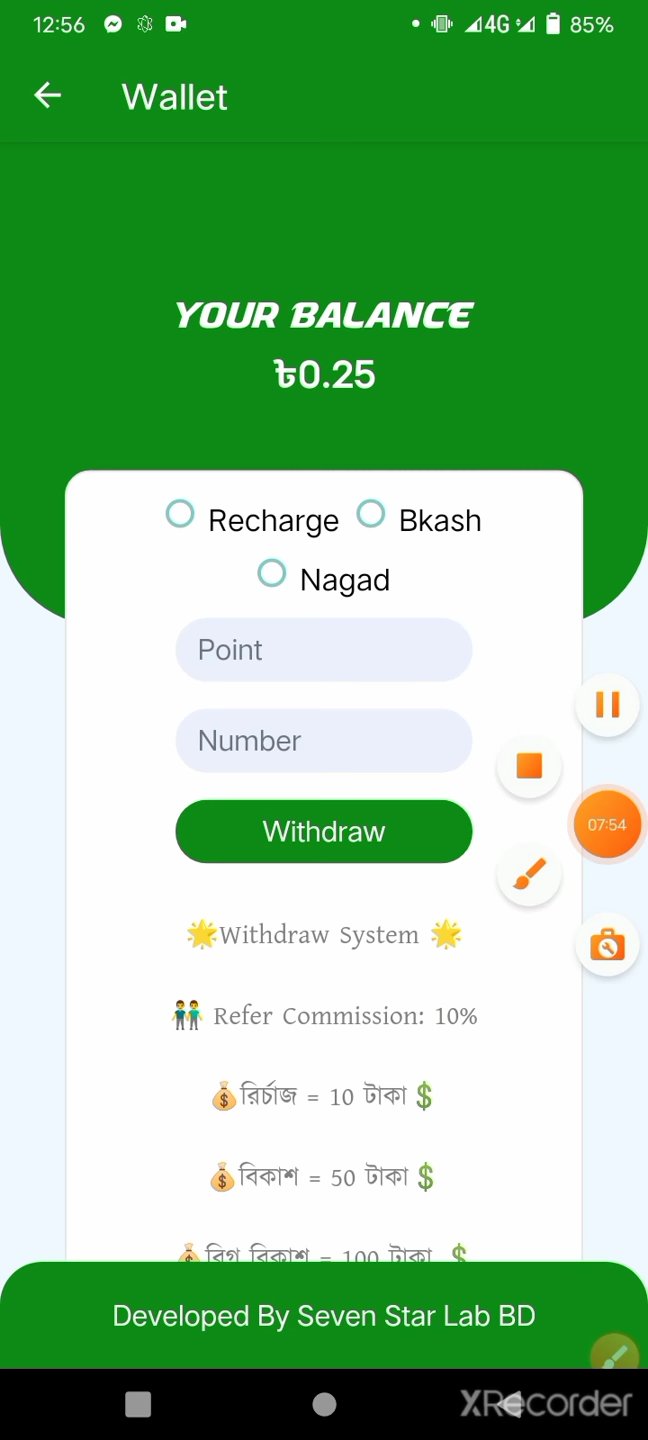 12:56 4G 85%
Wallet
YOUR BALANCE
৳0.25
Recharge Bkash
Nagad
Point
Number
Withdraw
07:54
🌟Withdraw System 🌟
👬 Refer Commission: 10%
💰রির্চাজ = 10 টাকা💲
💰বিকাশ = 50 টাকা💲
💰বিগ বিকাশ = 100 টাকা 💲
Developed By Seven Star Lab BD
XRecorder